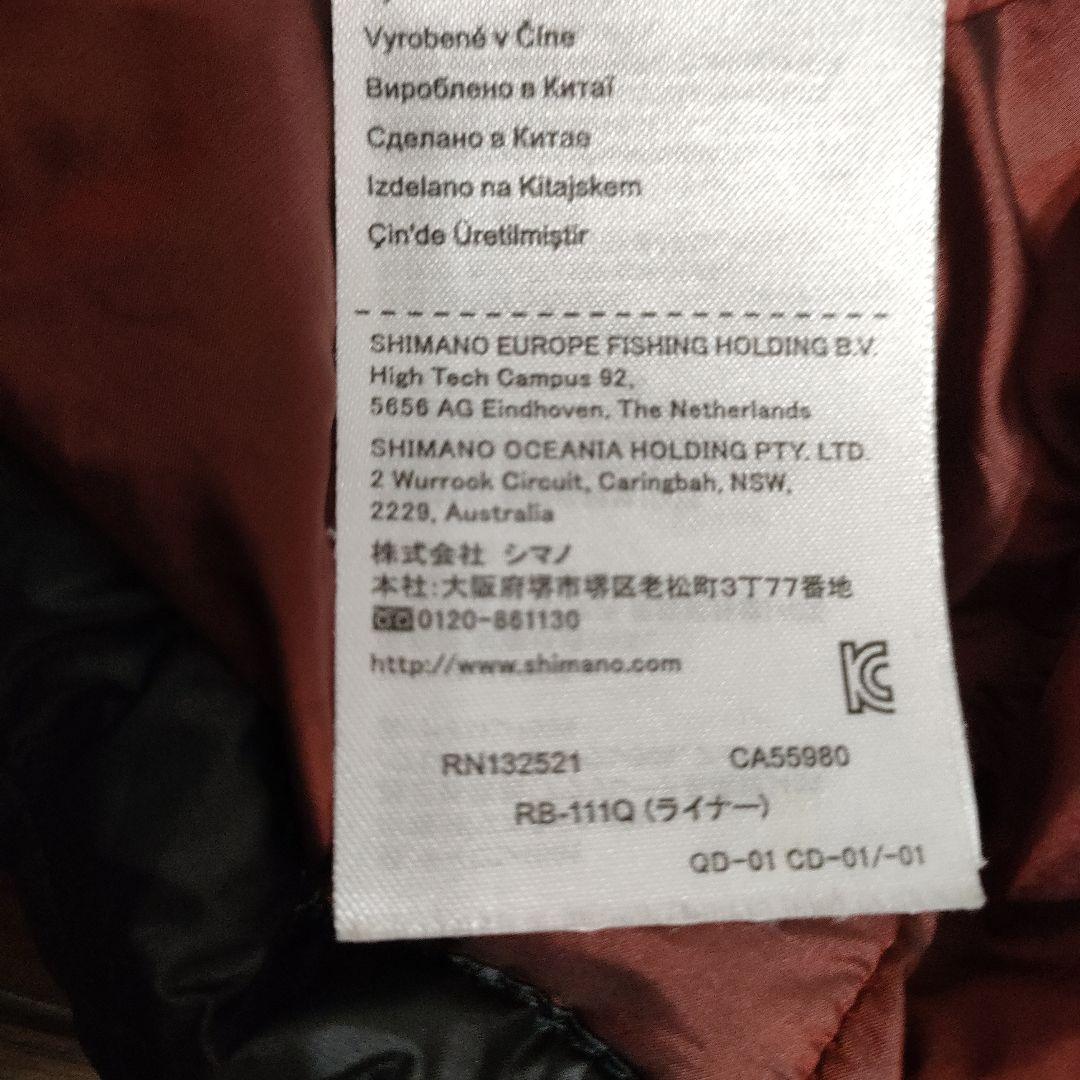 Vyrobené v Číne
Вироблено в Китаї
Сделано в Китае
Izdelano na Kitajskem
Çin'de Üretilmiştir
SHIMANO EUROPE FISHING HOLDING B.V.
High Tech Campus 92,
5656 AG Eindhoven, The Netherlands
SHIMANO OCEANIA HOLDING PTY. LTD.
2 Wurrook Circuit, Caringbah, NSW,
2229, Australia
株式会社 シマノ
本社:大阪府堺市堺区老松町3丁77番地
0120-861130
http://www.shimano.com
KC
RN132521 CA55980
RB-111Q (ライナー)
QD-01 CD-01/-01